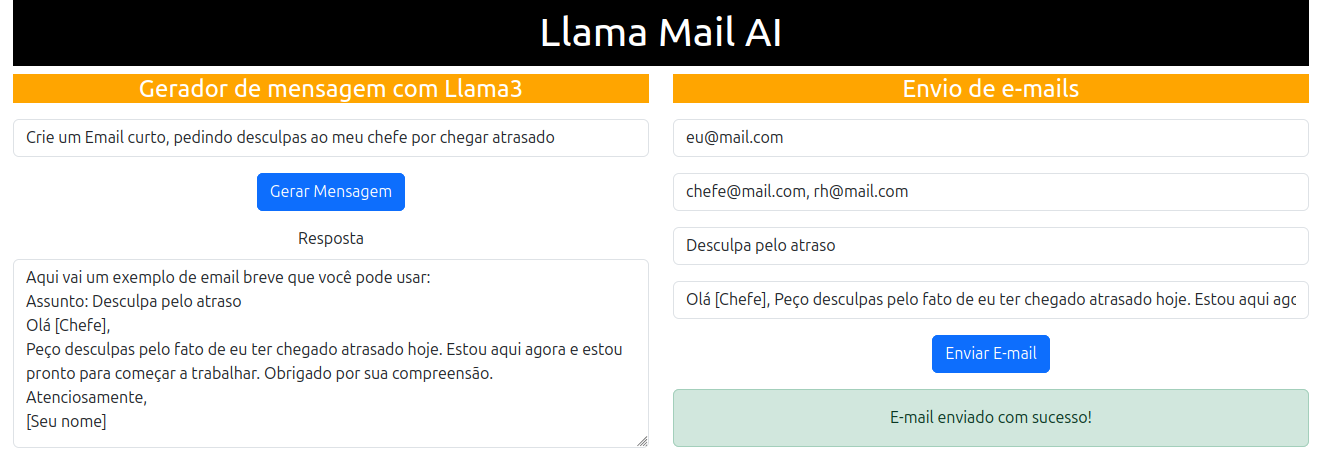 Llama Mail AI
Gerador de mensagem com Llama3
Crie um Email curto, pedindo desculpas ao meu chefe por chegar atrasado
Gerar Mensagem
Resposta
Aqui vai um exemplo de email breve que você pode usar:
Assunto: Desculpa pelo atraso
Olá [Chefe],
Peço desculpas pelo fato de eu ter chegado atrasado hoje. Estou aqui agora e estou
pronto para começar a trabalhar. Obrigado por sua compreensão.
Atenciosamente,
[Seu nome]
Envio de e-mails
eu@mail.com
chefe@mail.com, rh@mail.com
Desculpa pelo atraso
Olá [Chefe], Peço desculpas pelo fato de eu ter chegado atrasado hoje. Estou aqui ago
Enviar E-mail
E-mail enviado com sucesso!